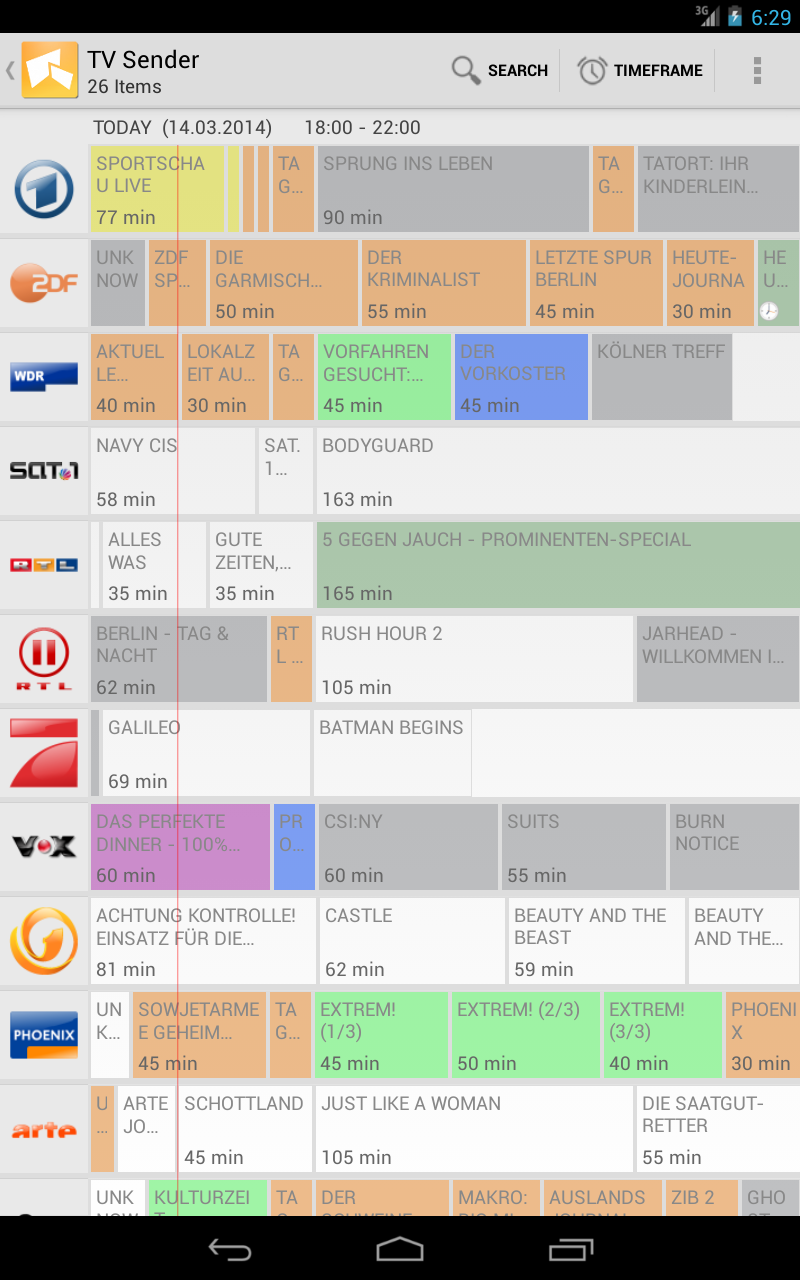 3G 6:29
TV Sender
26 Items
SEARCH
TIMEFRAME
TODAY (14.03.2014) 18:00 - 22:00
1
SPORTSCHA
U LIVE
77 min
TA
G...
SPRUNG INS LEBEN
90 min
TA
G...
TATORT: IHR
KINDERLEIN...
ZDF
UNK
NOW
ZDF
SP...
DIE
GARMISCH...
50 min
DER
KRIMINALIST
55 min
LETZTE SPUR
BERLIN
45 min
HEUTE-
JOURNA
30 min
HE
U...
WDR
AKTUEL
LE...
40 min
LOKALZ
EIT AU...
30 min
TA
G...
VORFAHREN
GESUCHT:...
45 min
DER
VORKOSTER
45 min
KÖLNER TREFF
SAT.1
NAVY CIS
58 min
SAT.
1...
BODYGUARD
163 min
RTL
ALLES
WAS
35 min
GUTE
ZEITEN,...
35 min
5 GEGEN JAUCH - PROMINENTEN-SPECIAL
165 min
RTL
BERLIN - TAG &
NACHT
62 min
RT
L ...
RUSH HOUR 2
105 min
JARHEAD -
WILLKOMMEN I...
GALILEO
69 min
BATMAN BEGINS
VOX
DAS PERFEKTE
DINNER - 100%...
60 min
PR
O...
CSI:NY
60 min
SUITS
55 min
BURN
NOTICE
ACHTUNG KONTROLLE!
EINSATZ FÜR DIE...
81 min
CASTLE
62 min
BEAUTY AND THE
BEAST
59 min
BEAUTY
AND THE...
PHOENIX
UN
K...
SOWJETARME
E GEHEIM...
45 min
TA
G...
EXTREM!
(1/3)
45 min
EXTREM! (2/3)
50 min
EXTREM!
(3/3)
40 min
PHOENI
X
30 min
arte
U
...
ARTE
JO...
SCHOTTLAND
45 min
JUST LIKE A WOMAN
105 min
DIE SAATGUT-
RETTER
55 min
UNK
NOW
KULTURZEI
T
TA
DER
SCHWEINE
MAKRO:
AUSLANDS
JOURNAL
ZIB 2
GHO
ST